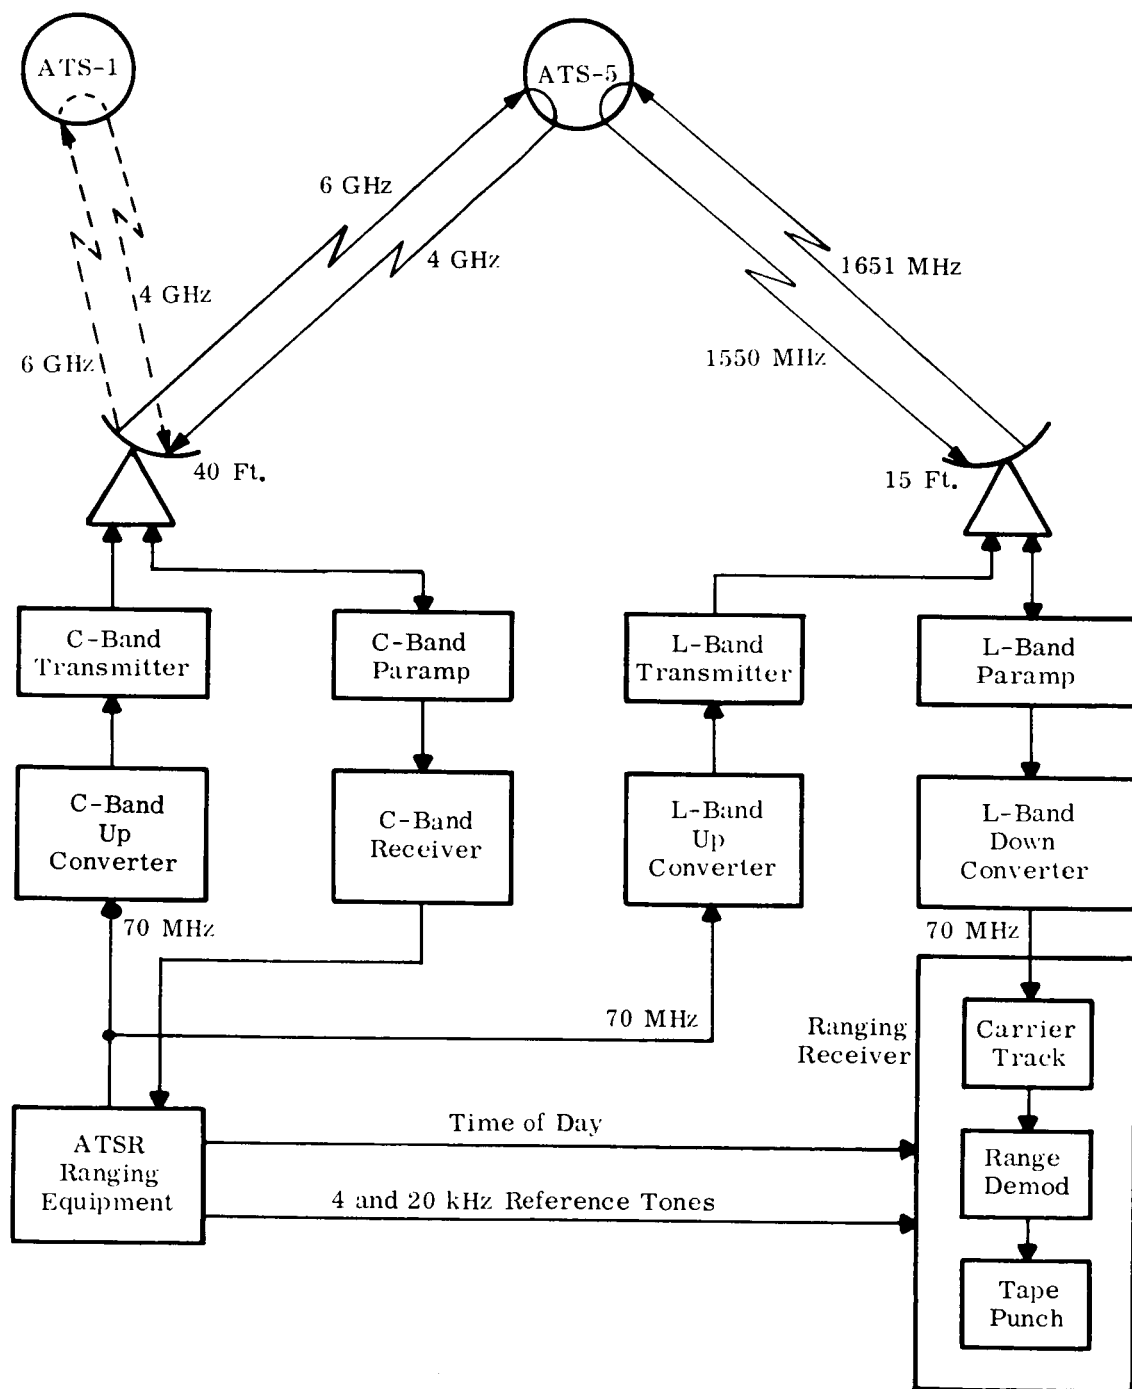 ATS-1
ATS-5
6 GHz
4 GHz
1651 MHz
4 GHz
6 GHz
1550 MHz
40 Ft.
15 Ft.
C-Band
Transmitter
C-Band
Paramp
L-Band
Transmitter
L-Band
Paramp
C-Band
Up
Converter
C-Band
Receiver
L-Band
Up
Converter
L-Band
Down
Converter
70 MHz
70 MHz
70 MHz
Ranging
Receiver
Carrier
Track
ATSR
Ranging
Equipment
Time of Day
4 and 20 kHz Reference Tones
Range
Demod
Tape
Punch